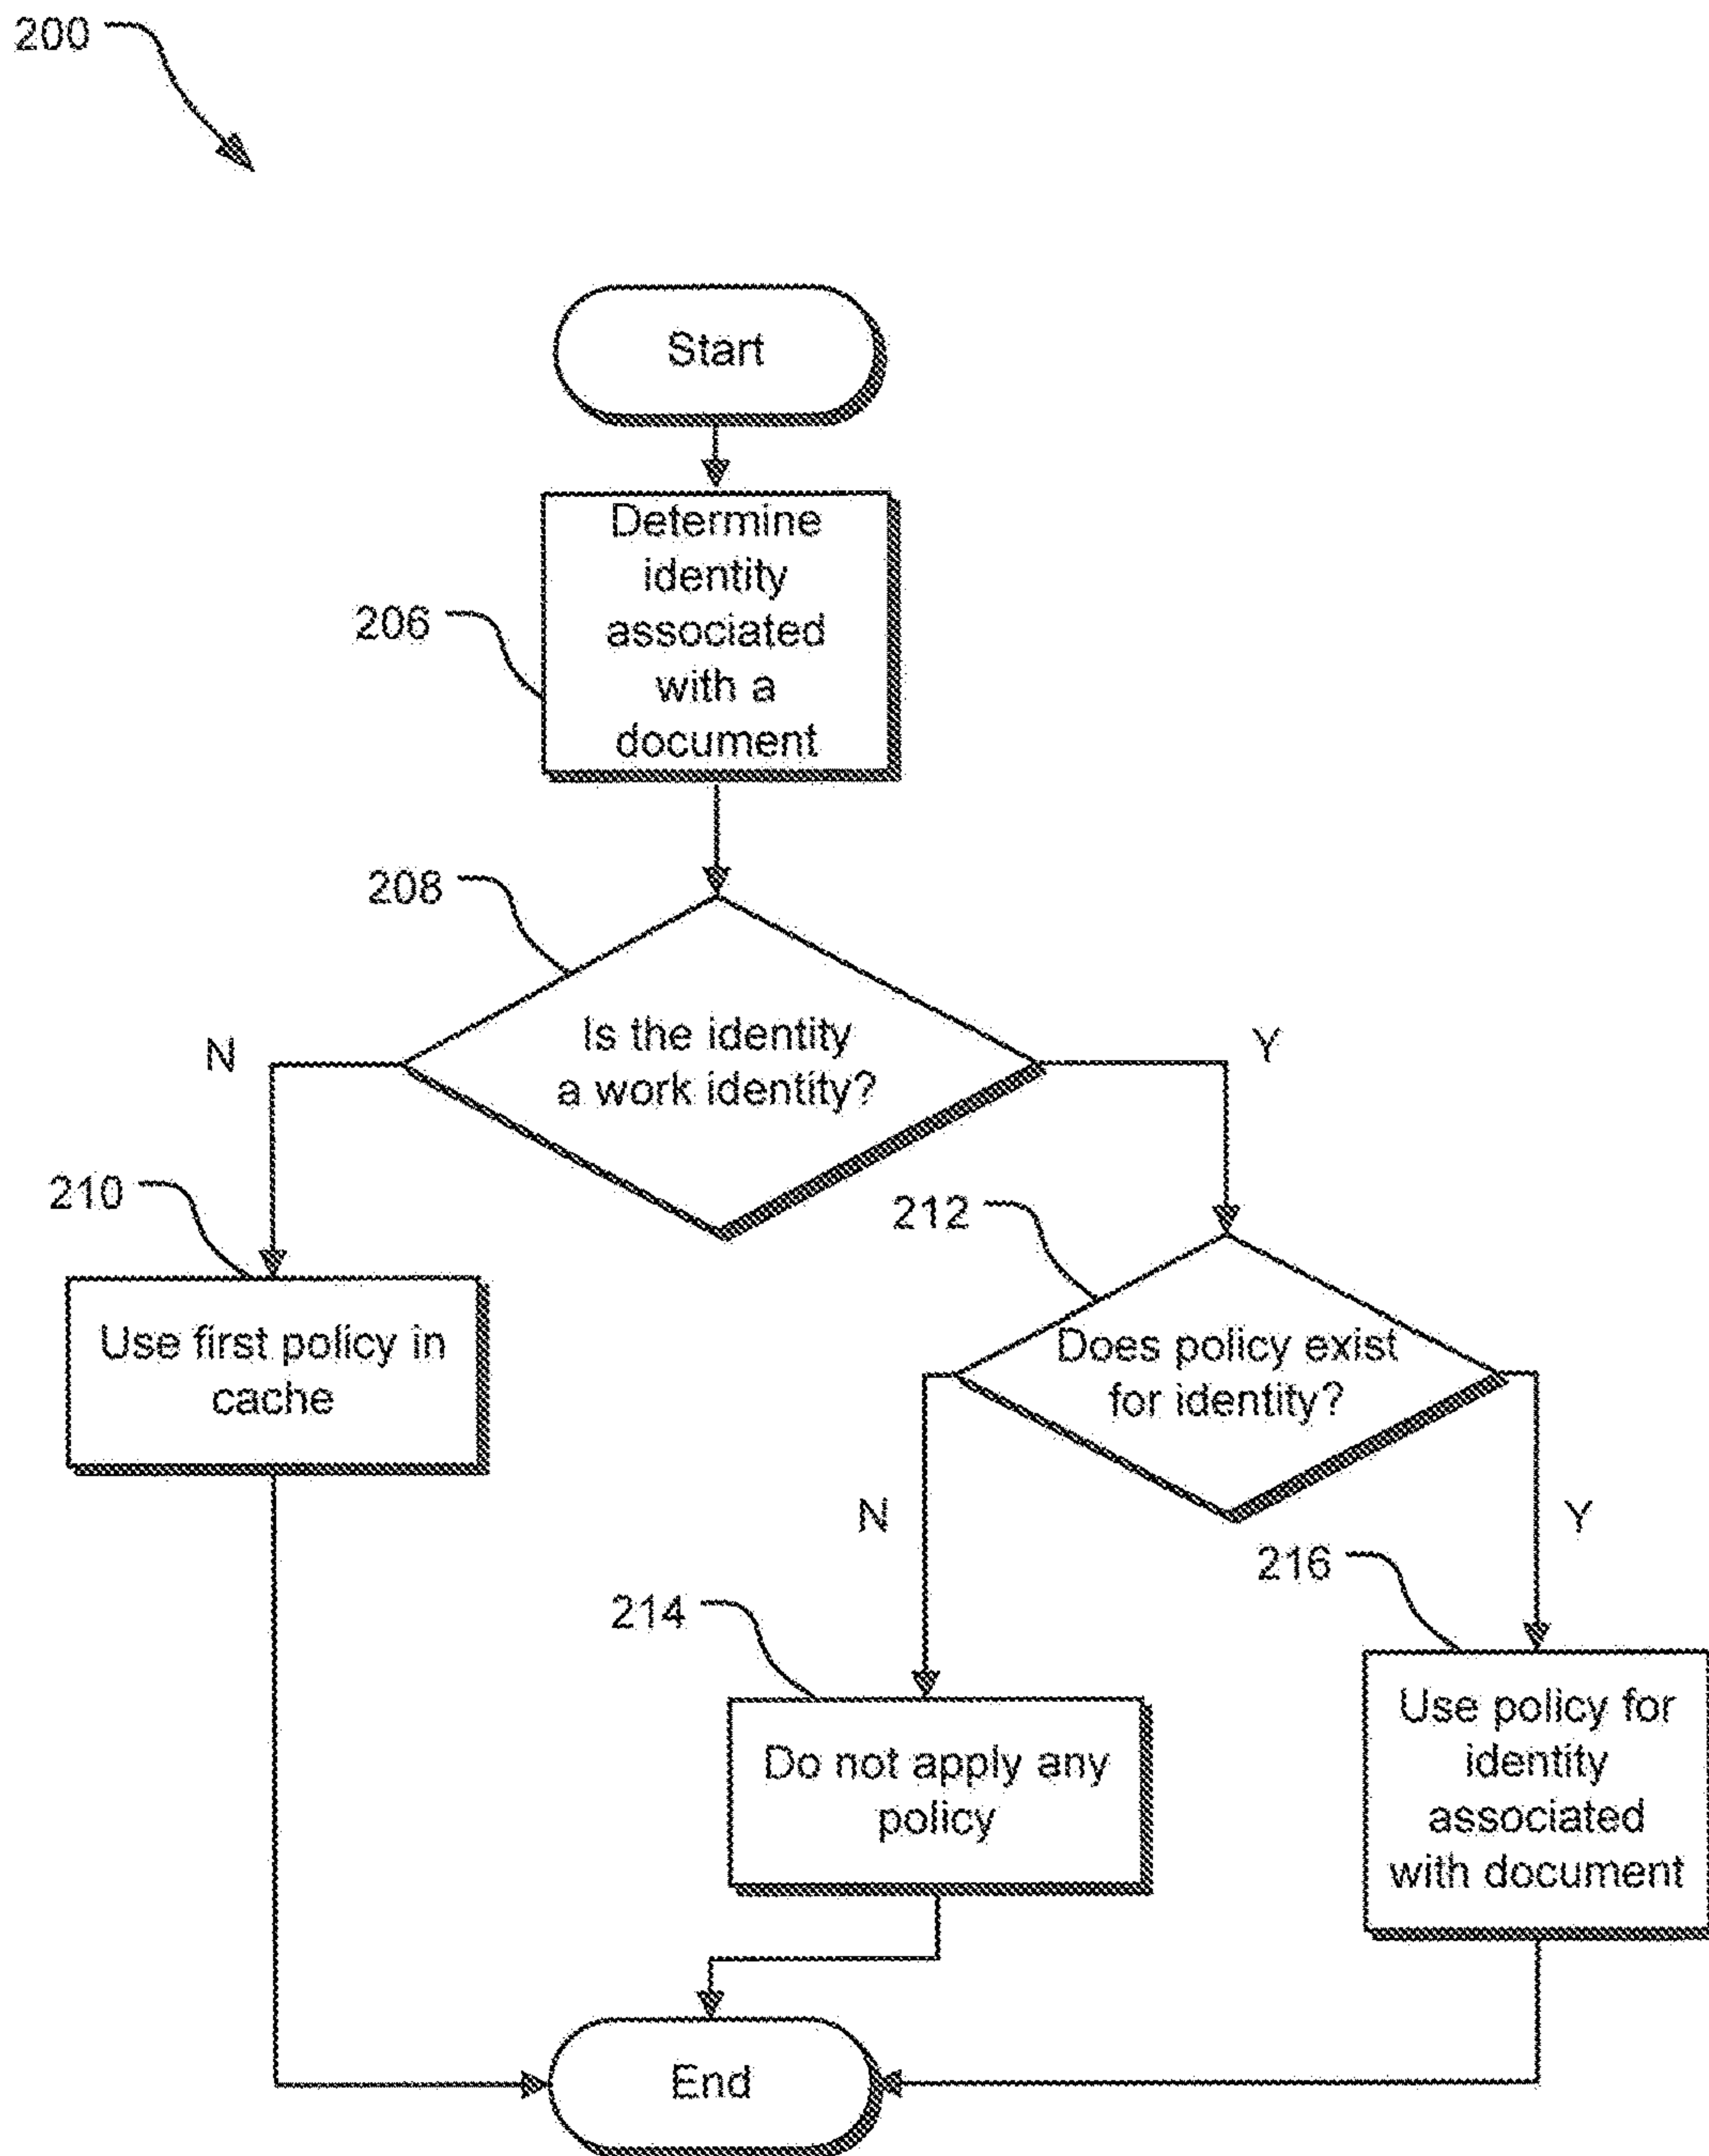 200
Start
206
Determine
identity
associated
with a
document
208
Is the identity
a work identity?
N
Y
210
Use first policy in
cache
212
Does policy exist
for identity?
N
Y
214
Do not apply any
policy
216
Use policy for
identity
associated
with document
End